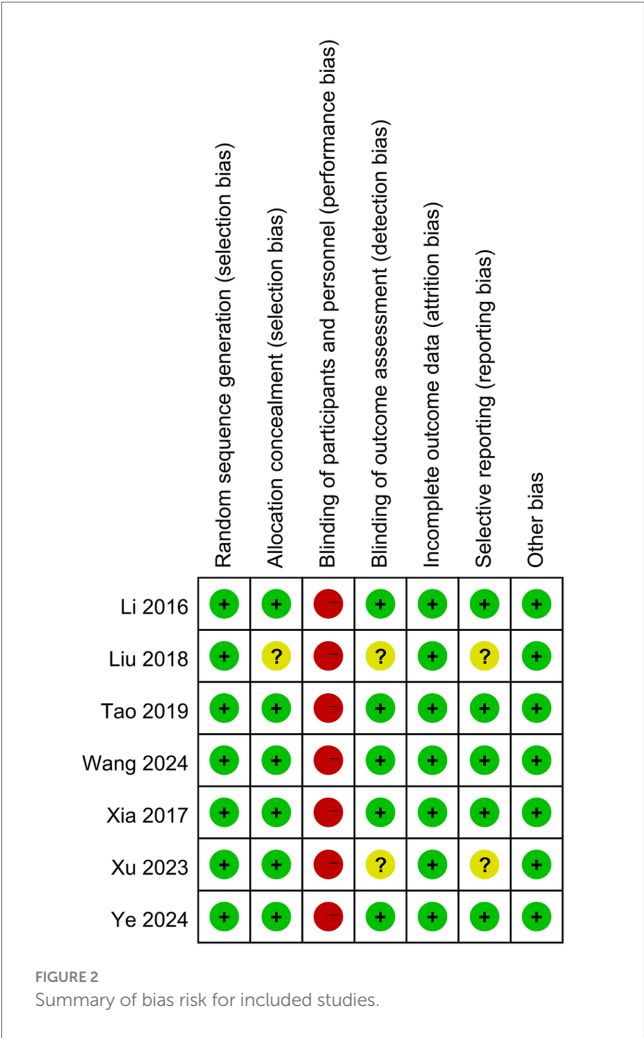 Random sequence generation (selection bias)
Allocation concealment (selection bias)
Blinding of participants and personnel (performance bias)
Blinding of outcome assessment (detection bias)
Incomplete outcome data (attrition bias)
Selective reporting (reporting bias)
Other bias
Li 2016 + + − + + + +
Liu 2018 + ? − ? + ? +
Tao 2019 + + − + + + +
Wang 2024 + + − + + + +
Xia 2017 + + − + + + +
Xu 2023 + + − ? + ? +
Ye 2024 + + − + + + +
FIGURE 2
Summary of bias risk for included studies.